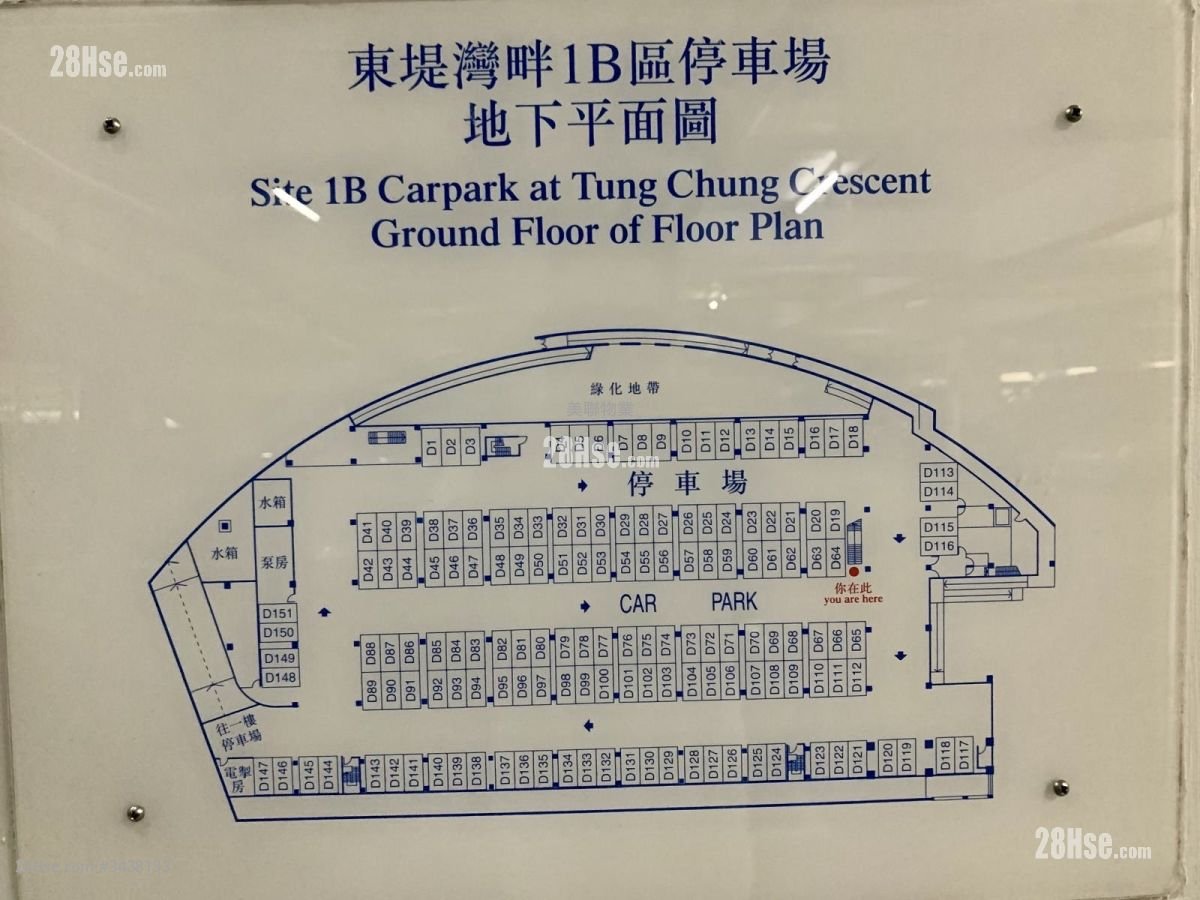 28Hse.com
東堤灣畔1B區停車場
地下平面圖
Site 1B Carpark at Tung Chung Crescent
Ground Floor of Floor Plan
綠化地帶
美聯物業
D1 D2 D3 D7 D8 D9 D10 D11 D12 D13 D14 D15 D16 D17 D18
28Hse.com
停車場
D113
D114
D115
D116
水箱
水箱
泵房
D41 D40 D39 D38 D37 D36 D35 D34 D33 D32 D31 D30 D29 D28 D27 D26 D25 D24 D23 D22 D21 D20 D19
D42 D43 D44 D45 D46 D47 D48 D49 D50 D51 D52 D53 D54 D55 D56 D57 D58 D59 D60 D61 D62 D63 D64
你在此
you are here
CAR PARK
D151
D150
D149
D148
D88 D87 D86 D85 D84 D83 D82 D81 D80 D79 D78 D77 D76 D75 D74 D73 D72 D71 D70 D69 D68 D67 D66 D65
D89 D90 D91 D92 D93 D94 D95 D96 D97 D98 D99 D100 D101 D102 D103 D104 D105 D106 D107 D108 D109 D110 D111 D112
往一樓
停車場
電掣
房
D147 D146 D145 D144 D143 D142 D141 D140 D139 D138 D137 D136 D135 D134 D133 D132 D131 D130 D129 D128 D127 D126 D125 D124 D123 D122 D121 D120 D119 D118 D117
28Hse.com